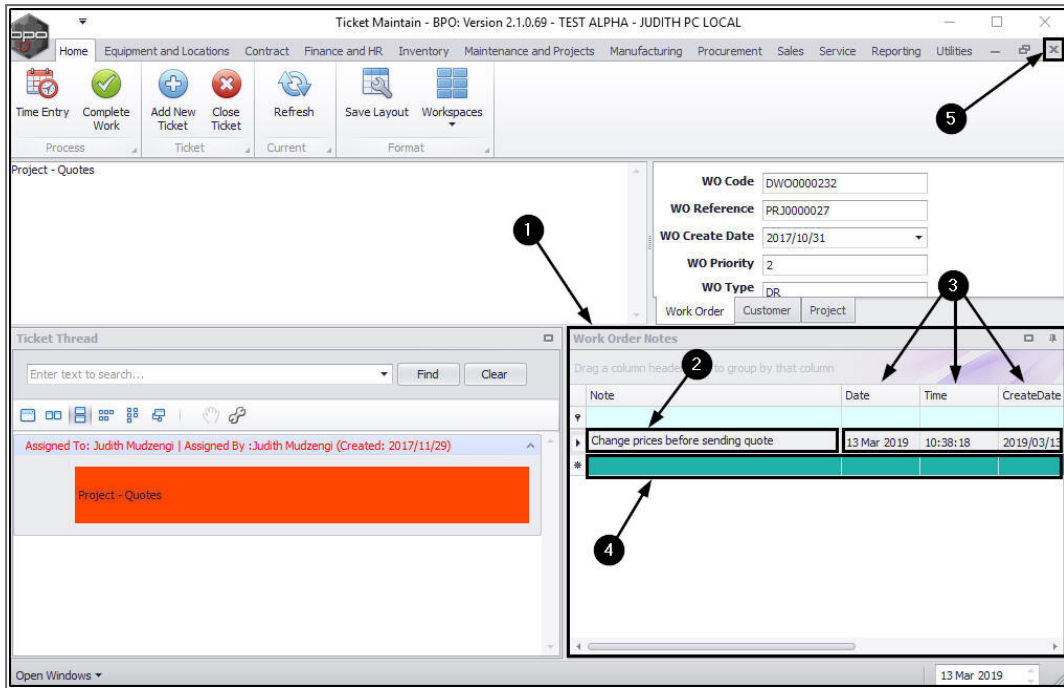 Ticket Maintain - BPO: Version 2.1.0.69 - TEST ALPHA - JUDITH PC LOCAL
bpo
Home Equipment and Locations Contract Finance and HR Inventory Maintenance and Projects Manufacturing Procurement Sales Service Reporting Utilities
5
Time Entry Complete Work Add New Ticket Close Ticket Refresh Save Layout Workspaces
Process Ticket Current Format
Project - Quotes
WO Code DWO0000232
WO Reference PRJ0000027
1
WO Create Date 2017/10/31
WO Priority 2
WO Type DR
3
Work Order Customer Project
Ticket Thread
Enter text to search... Find Clear
Assigned To: Judith Mudzengi | Assigned By :Judith Mudzengi (Created: 2017/11/29)
Project - Quotes
Work Order Notes
2
Drag a column header to group by that column
Note Date Time CreateDate
Change prices before sending quote 13 Mar 2019 10:38:18 2019/03/13
4
Open Windows 13 Mar 2019